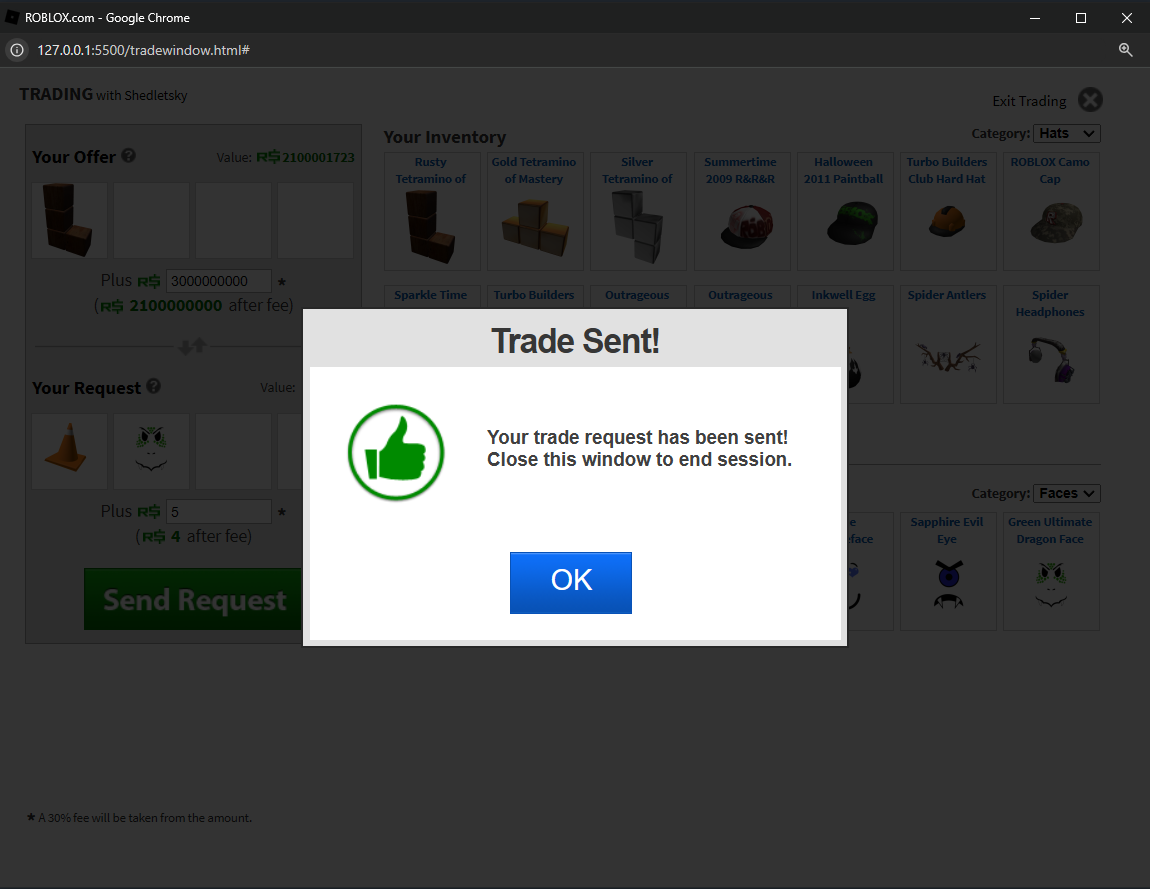 ROBLOX.com - Google Chrome
127.0.0.1:5500/tradewindow.html#
TRADING with Shedletsky
Exit Trading
Your Offer
Value: R$ 2100001723
Plus R$ 3000000000 *
(R$ 2100000000 after fee)
Your Request
Value:
Plus R$ 5 *
(R$ 4 after fee)
Send Request
Your Inventory
Category: Hats
Rusty
Tetramino of
Gold Tetramino
of Mastery
Silver
Tetramino of
Summertime
2009 R&R&R
Halloween
2011 Paintball
Turbo Builders
Club Hard Hat
ROBLOX Camo
Cap
Sparkle Time
Turbo Builders
Outrageous
Outrageous
Inkwell Egg
Spider Antlers
Spider
Headphones
Trade Sent!
Your trade request has been sent!
Close this window to end session.
OK
Category: Faces
Sapphire Evil
Eye
Green Ultimate
Dragon Face
* A 30% fee will be taken from the amount.